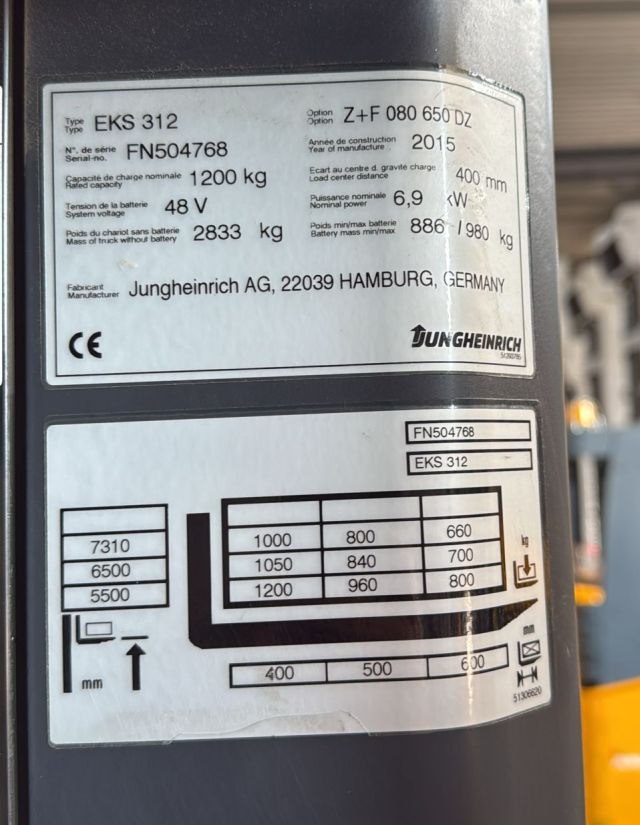 Type
Type EKS 312
Option
Option Z+F 080 650 DZ
N°. de série
Serial-no. FN504768
Année de construction
Year of manufacture 2015
Capacité de charge nominale
Rated capacity 1200 kg
Ecart au centre d. gravité charge
Load center distance 400 mm
Tension de la batterie
System voltage 48 V
Puissance nominale
Nominal power 6,9 kW
Poids du chariot sans batterie
Mass of truck without battery 2833 kg
Poids min/max batterie
Battery mass min/max 886 / 980 kg
Fabricant
Manufacturer Jungheinrich AG, 22039 HAMBURG, GERMANY
CE
JUNGHEINRICH
FN504768
EKS 312
7310 1000 800 660
6500 1050 840 700
5500 1200 960 800
kg
mm
400 500 600
mm
51306620